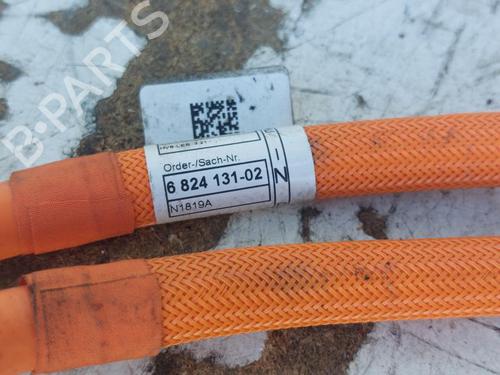 B-PARTS
Order-/Sach-Nr.
6 824 131-02
N1819A